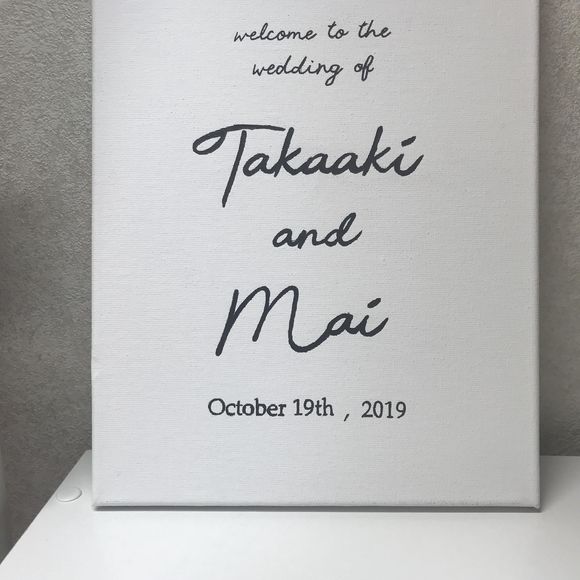 welcome to the
wedding of
Takaaki
and
Mai
October 19th , 2019